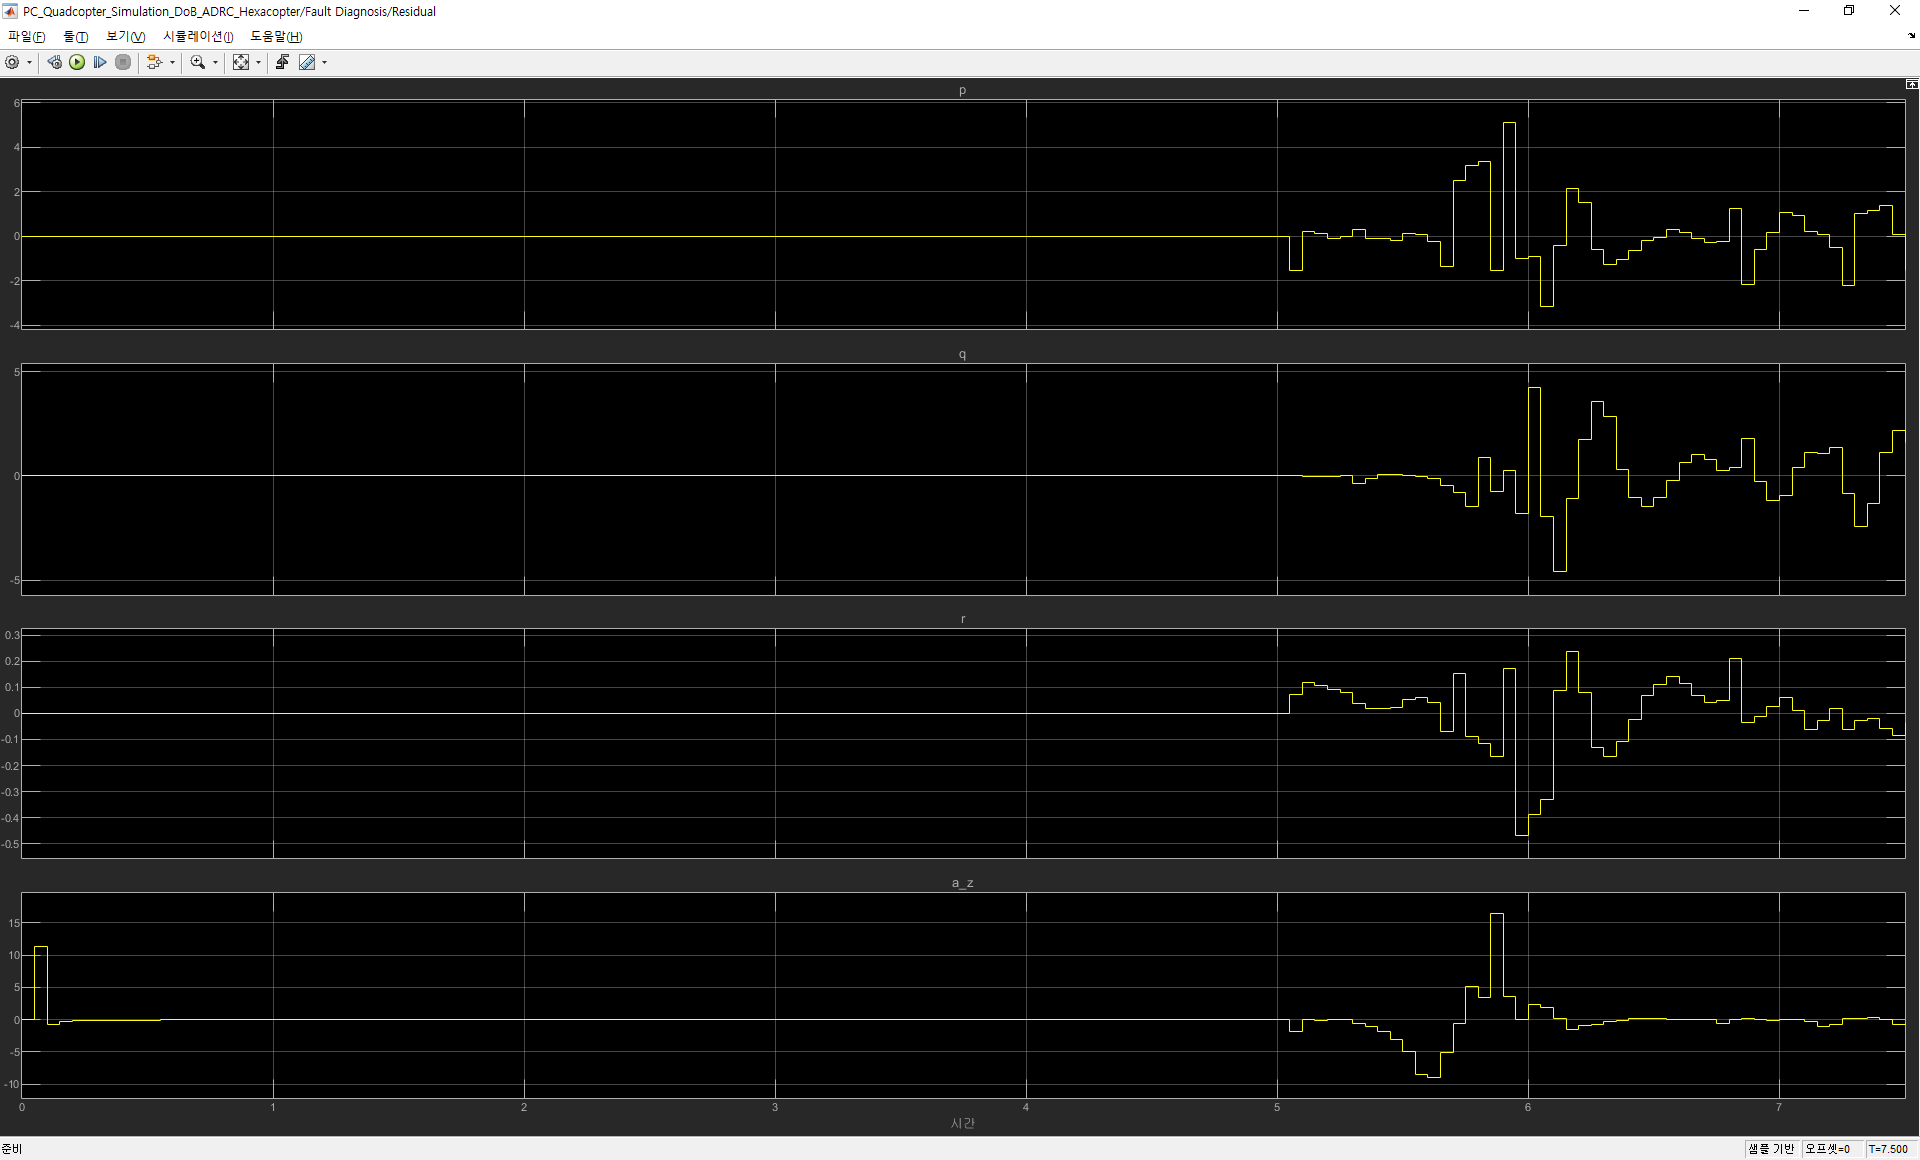 PC_Quadcopter_Simulation_DoB_ADRC_Hexacopter/Fault Diagnosis/Residual
파일(F) 툴(T) 보기(V) 시뮬레이션(I) 도움말(H)
p
6
4
2
0
-2
-4
q
5
0
-5
r
0.3
0.2
0.1
0
-0.1
-0.2
-0.3
-0.4
-0.5
a_z
15
10
5
0
-5
-10
0 1 2 3 4 5 6 7
시간
준비 샘플 기반 오프셋=0 T=7.500